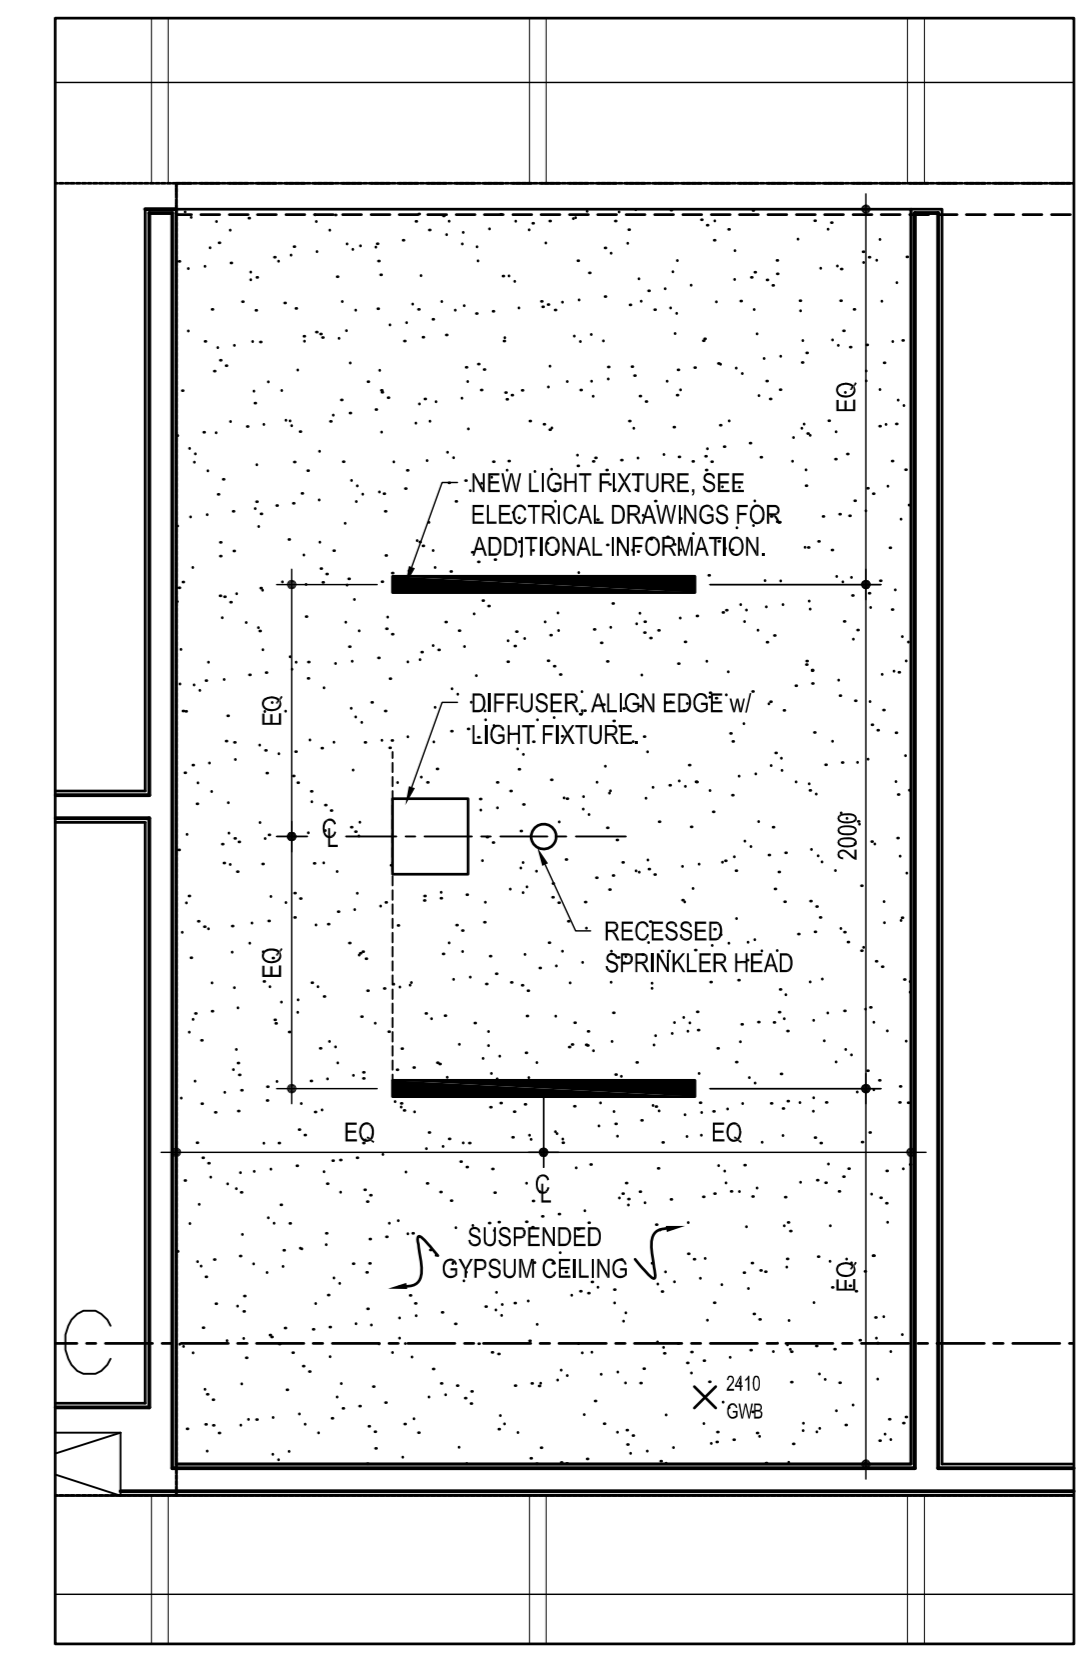 EQ
NEW LIGHT FIXTURE, SEE
ELECTRICAL DRAWINGS FOR
ADDITIONAL INFORMATION.
EQ
DIFFUSER, ALIGN EDGE w/
LIGHT FIXTURE.
℄
2000
EQ
RECESSED
SPRINKLER HEAD
EQ
EQ
℄
SUSPENDED
GYPSUM CEILING
EQ
C
2410
GWB